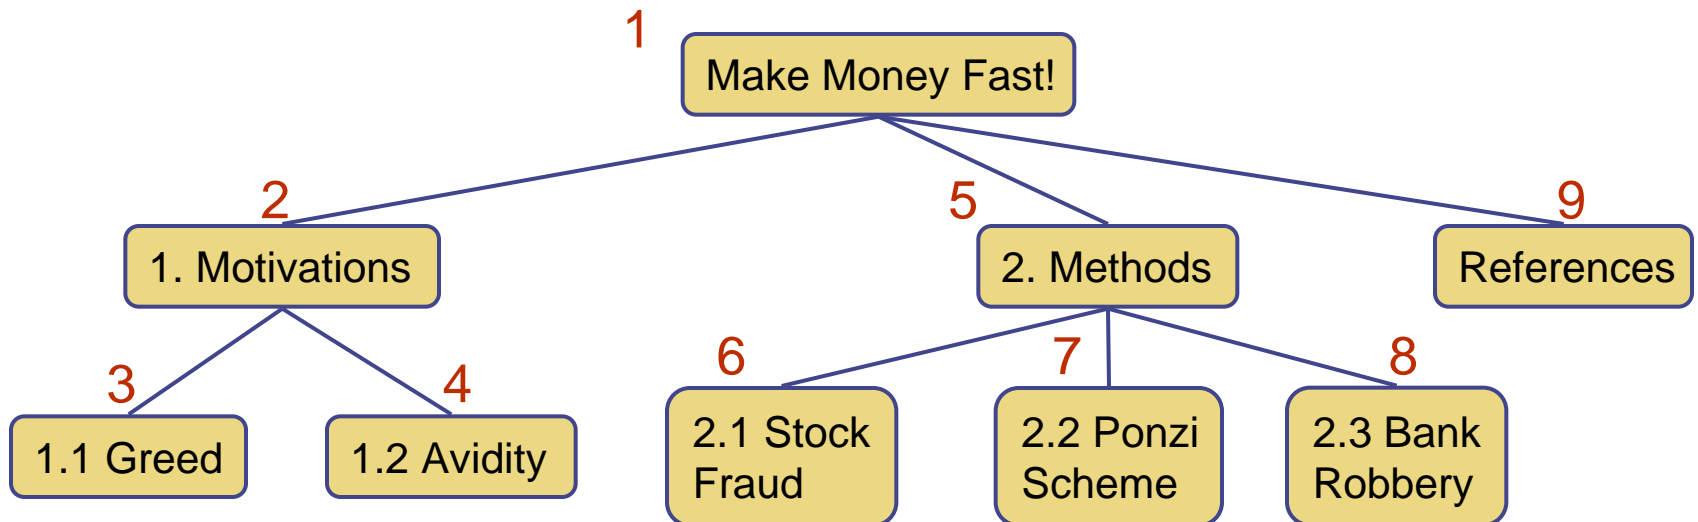 1
Make Money Fast!
2
5
9
1. Motivations
2. Methods
References
3
4
6
7
8
1.1 Greed
1.2 Avidity
2.1 Stock
Fraud
2.2 Ponzi
Scheme
2.3 Bank
Robbery